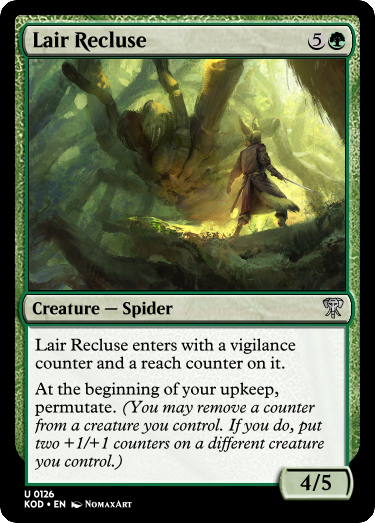 Lair Recluse 5
Creature — Spider
Lair Recluse enters with a vigilance
counter and a reach counter on it.
At the beginning of your upkeep,
permutate. (You may remove a counter
from a creature you control. If you do, put
two +1/+1 counters on a different creature
you control.)
4/5
U 0126
KOD • EN NomaxArt